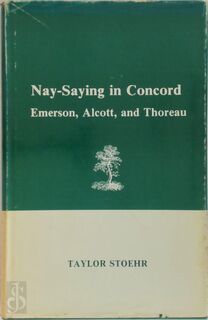 Nay-Saying in Concord
Emerson, Alcott, and Thoreau
TAYLOR STOEHR